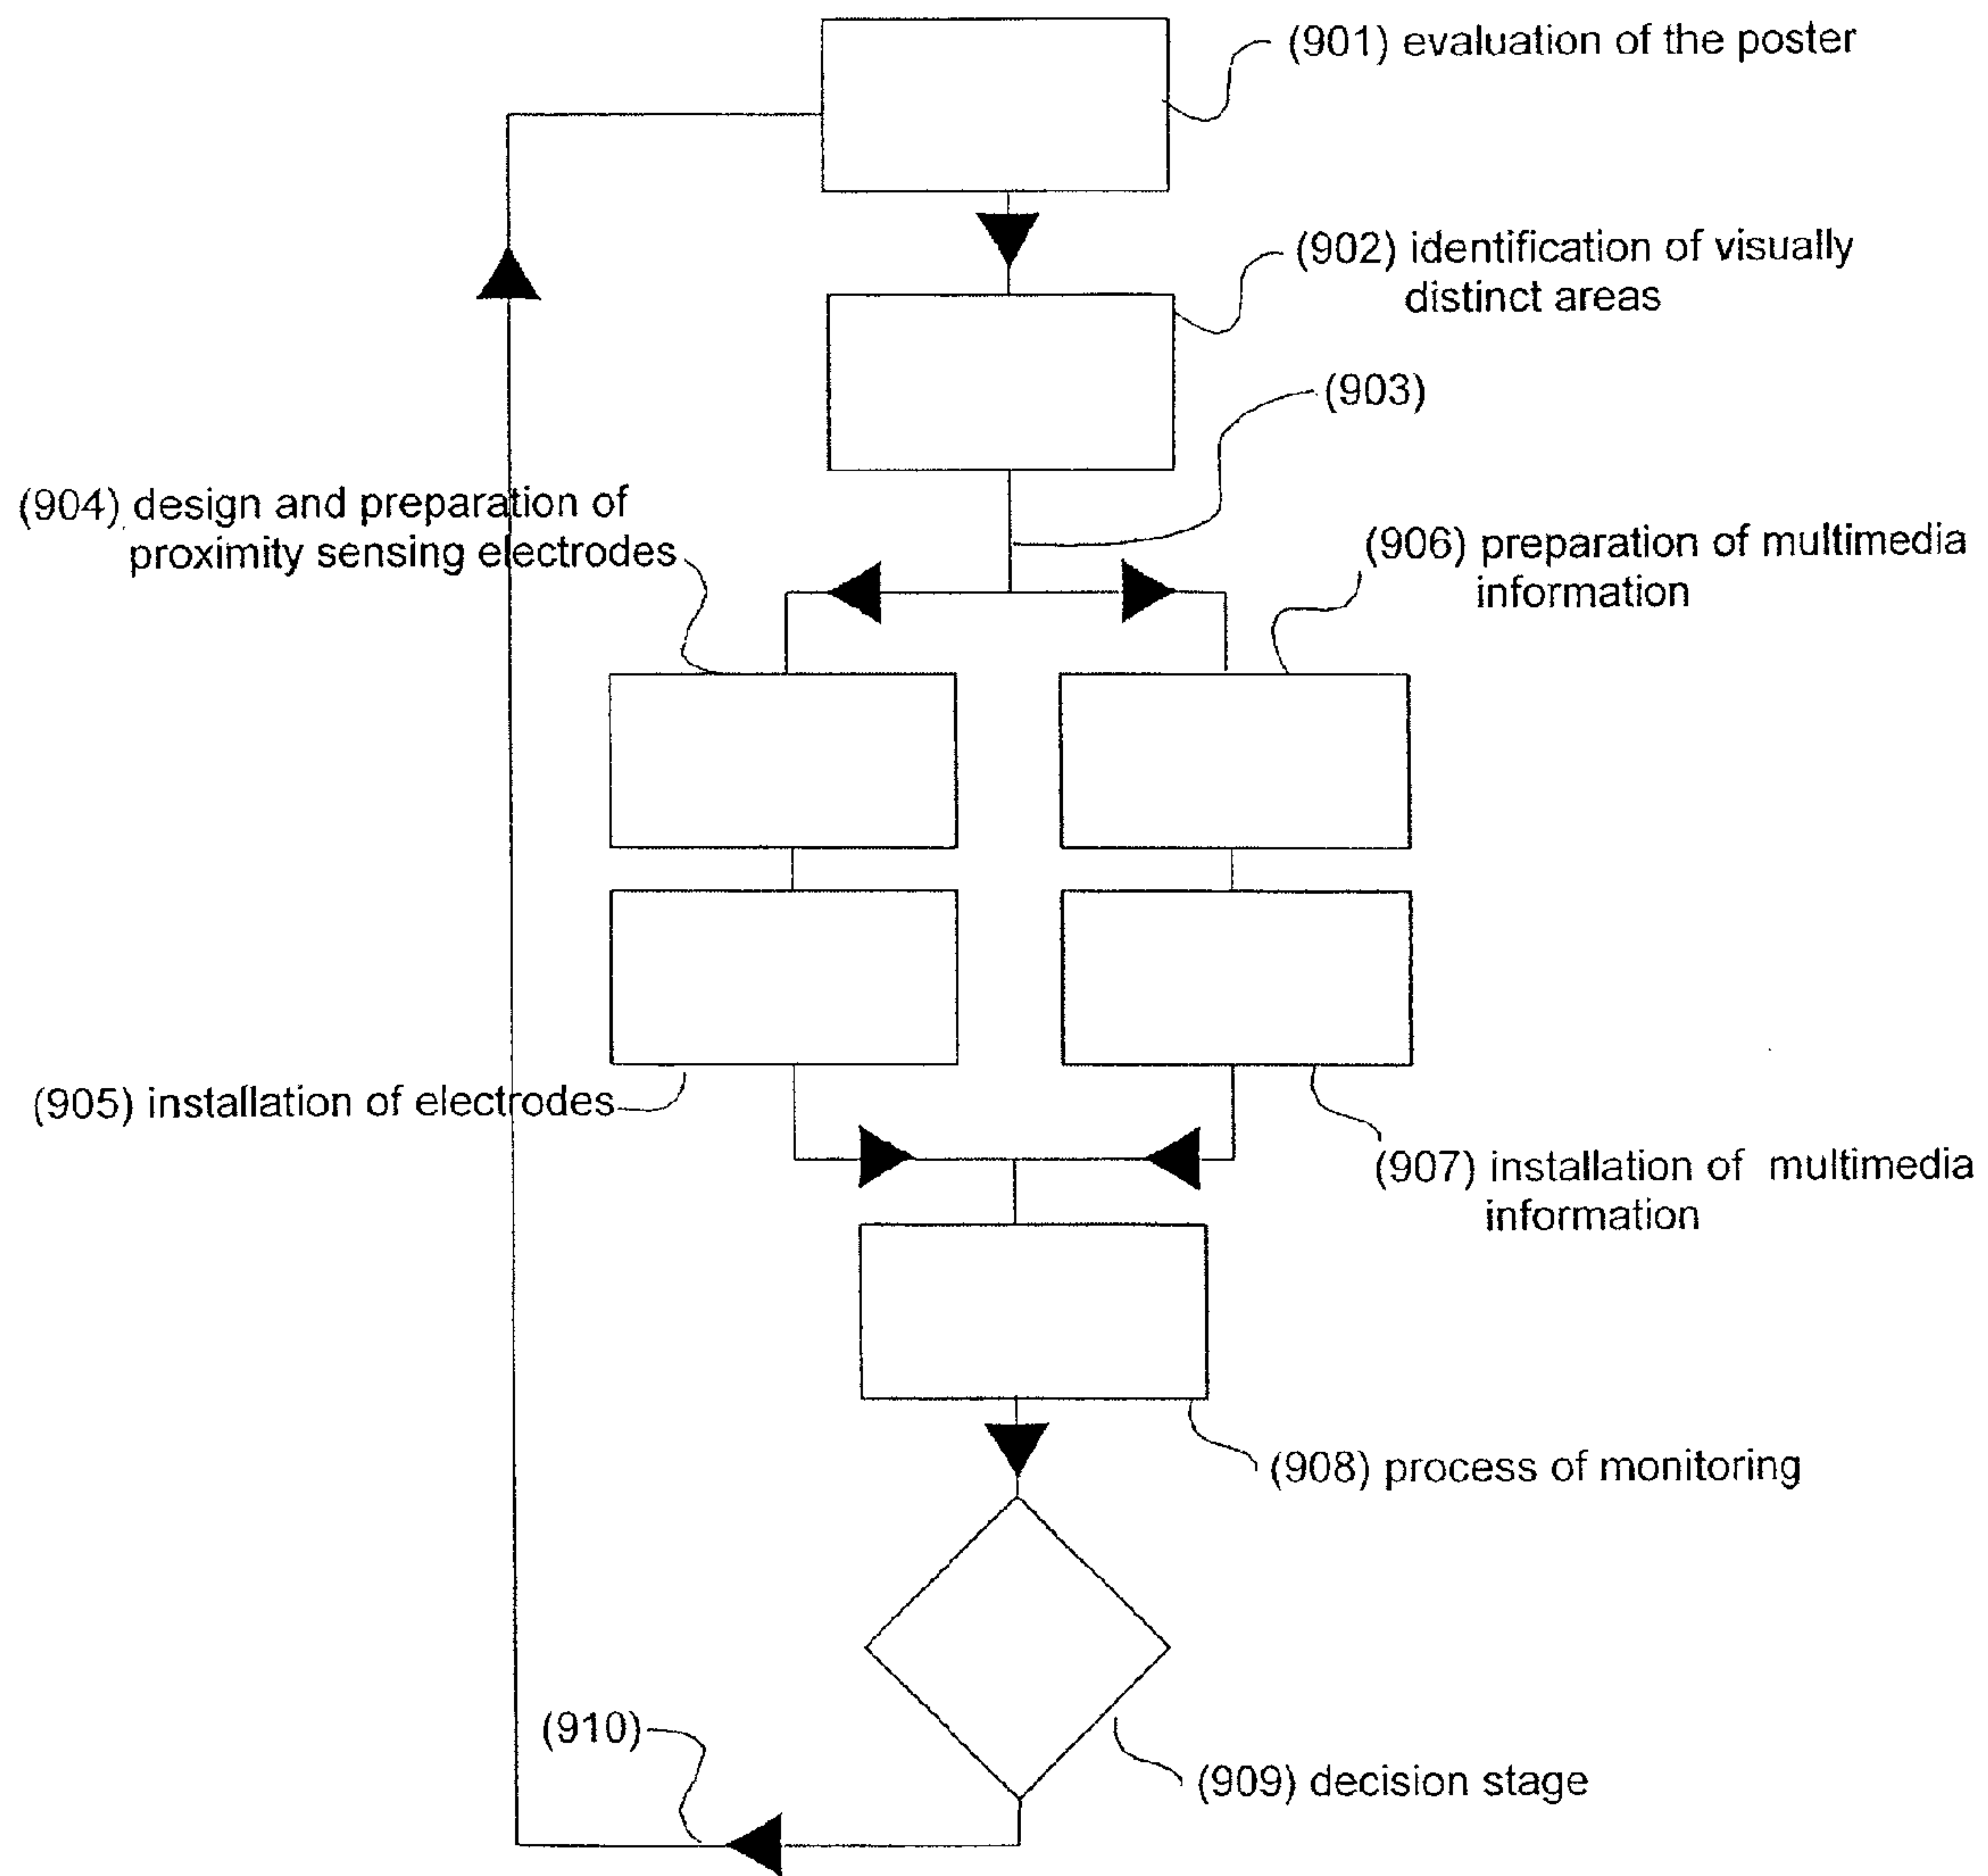 (901) evaluation of the poster
(902) identification of visually
distinct areas
(903)
(904) design and preparation of
proximity sensing electrodes
(906) preparation of multimedia
information
(905) installation of electrodes
(907) installation of multimedia
information
(908) process of monitoring
(910)
(909) decision stage